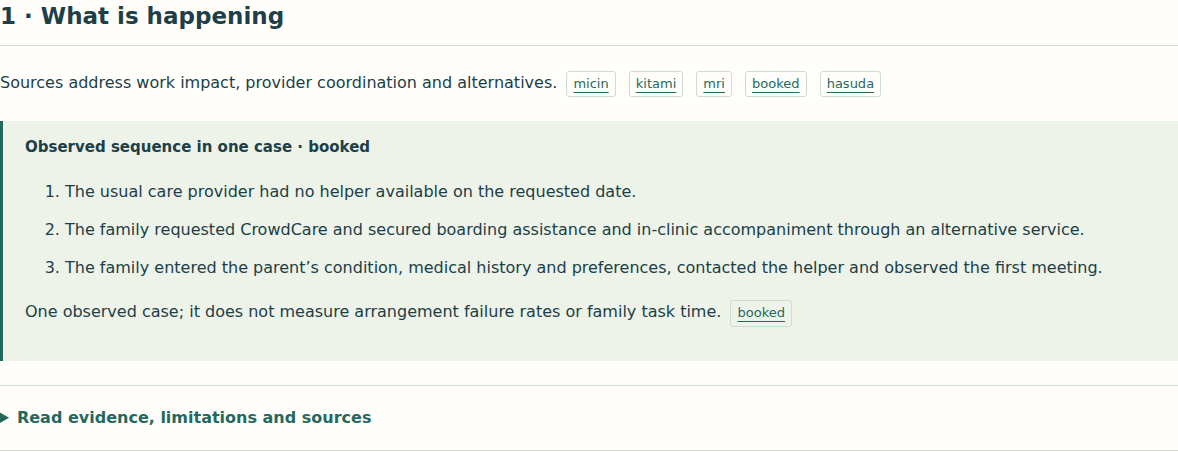 1 · What is happening
Sources address work impact, provider coordination and alternatives. micin kitami mri booked hasuda
Observed sequence in one case · booked
1. The usual care provider had no helper available on the requested date.
2. The family requested CrowdCare and secured boarding assistance and in-clinic accompaniment through an alternative service.
3. The family entered the parent’s condition, medical history and preferences, contacted the helper and observed the first meeting.
One observed case; it does not measure arrangement failure rates or family task time. booked
Read evidence, limitations and sources